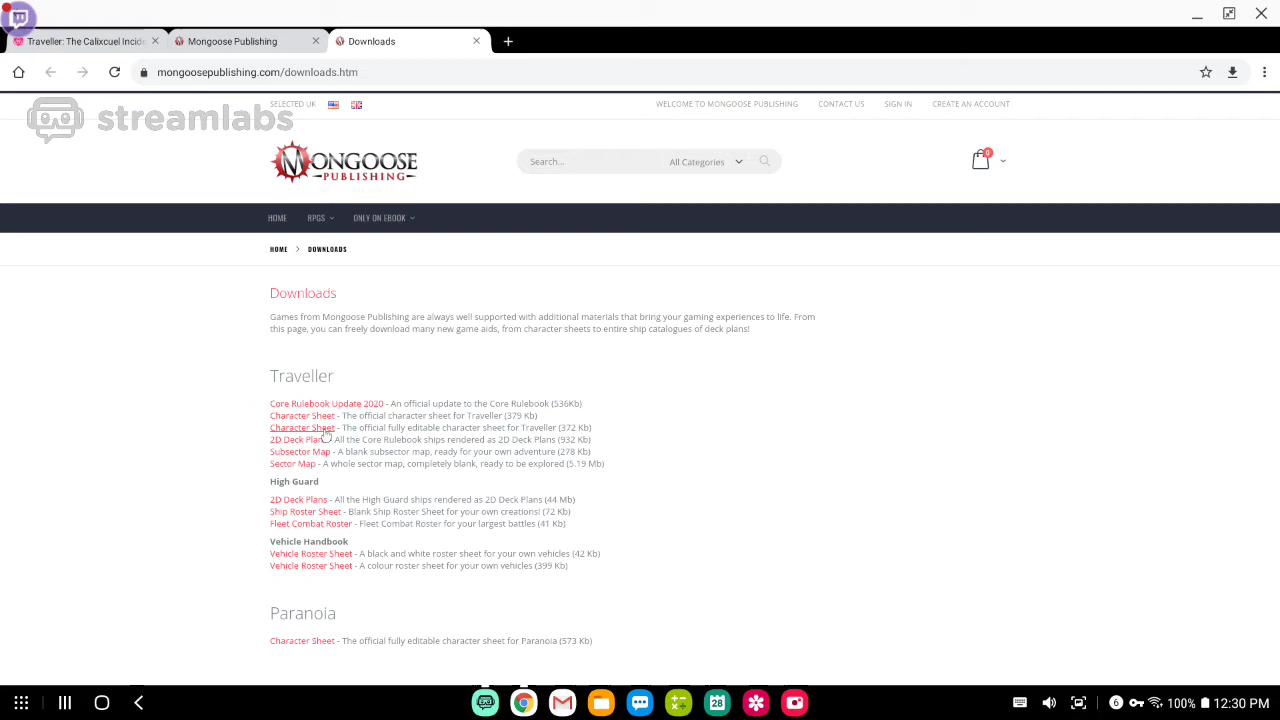 Traveller: The Calixcuel Incide
Mongoose Publishing
Downloads
mongoosepublishing.com/downloads.htm
SELECTED UK
WELCOME TO MONGOOSE PUBLISHING
CONTACT US
SIGN IN
CREATE AN ACCOUNT
streamlabs
MONGOOSE
PUBLISHING
Search...
All Categories
0
HOME
RPGS
ONLY ON EBOOK
HOME > DOWNLOADS
Downloads
Games from Mongoose Publishing are always well supported with additional materials that bring your gaming experiences to life. From
this page, you can freely download many new game aids, from character sheets to entire ship catalogues of deck plans!
Traveller
Core Rulebook Update 2020 - An official update to the Core Rulebook (536Kb)
Character Sheet - The official character sheet for Traveller (379 Kb)
Character Sheet - The official fully editable character sheet for Traveller (372 Kb)
2D Deck Plans - All the Core Rulebook ships rendered as 2D Deck Plans (932 Kb)
Subsector Map - A blank subsector map, ready for your own adventure (278 Kb)
Sector Map - A whole sector map, completely blank, ready to be explored (5.19 Mb)
High Guard
2D Deck Plans - All the High Guard ships rendered as 2D Deck Plans (44 Mb)
Ship Roster Sheet - Blank Ship Roster Sheet for your own creations! (72 Kb)
Fleet Combat Roster - Fleet Combat Roster for your largest battles (41 Kb)
Vehicle Handbook
Vehicle Roster Sheet - A black and white roster sheet for your own vehicles (42 Kb)
Vehicle Roster Sheet - A colour roster sheet for your own vehicles (399 Kb)
Paranoia
Character Sheet - The official fully editable character sheet for Paranoia (573 Kb)
28
6
100%
12:30 PM